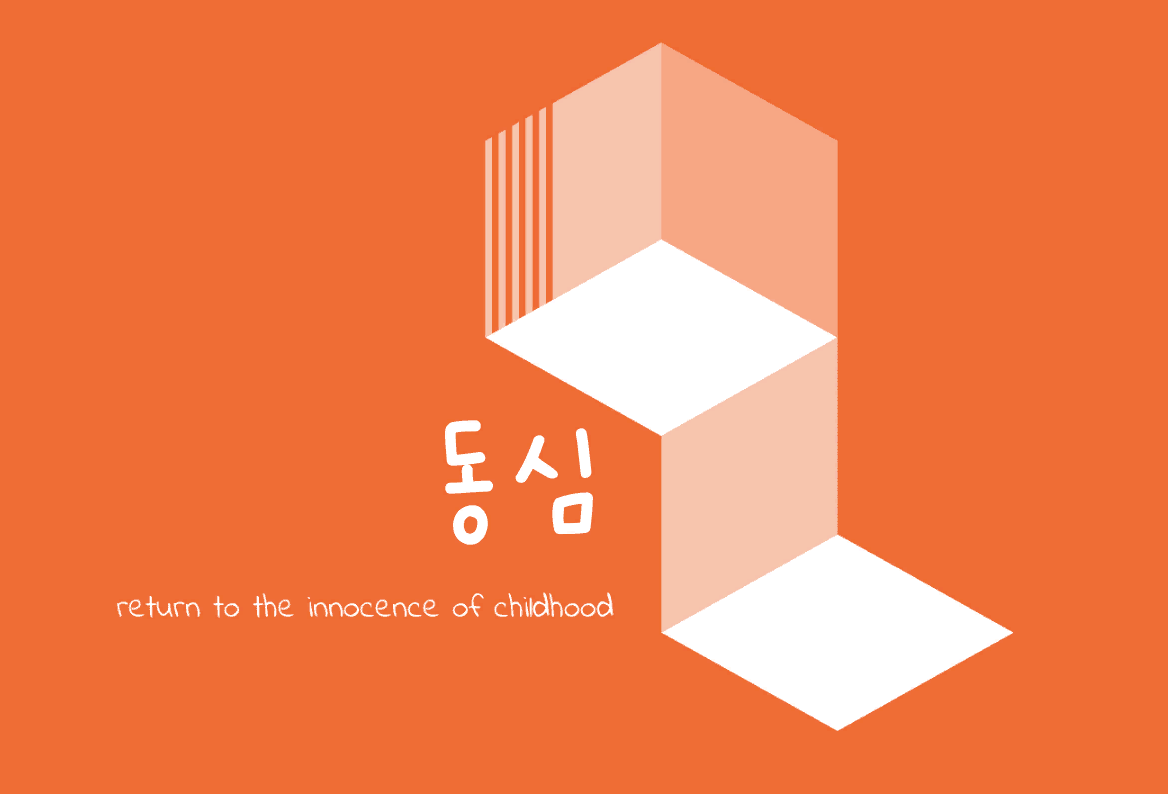 동심
return to the innocence of childhood